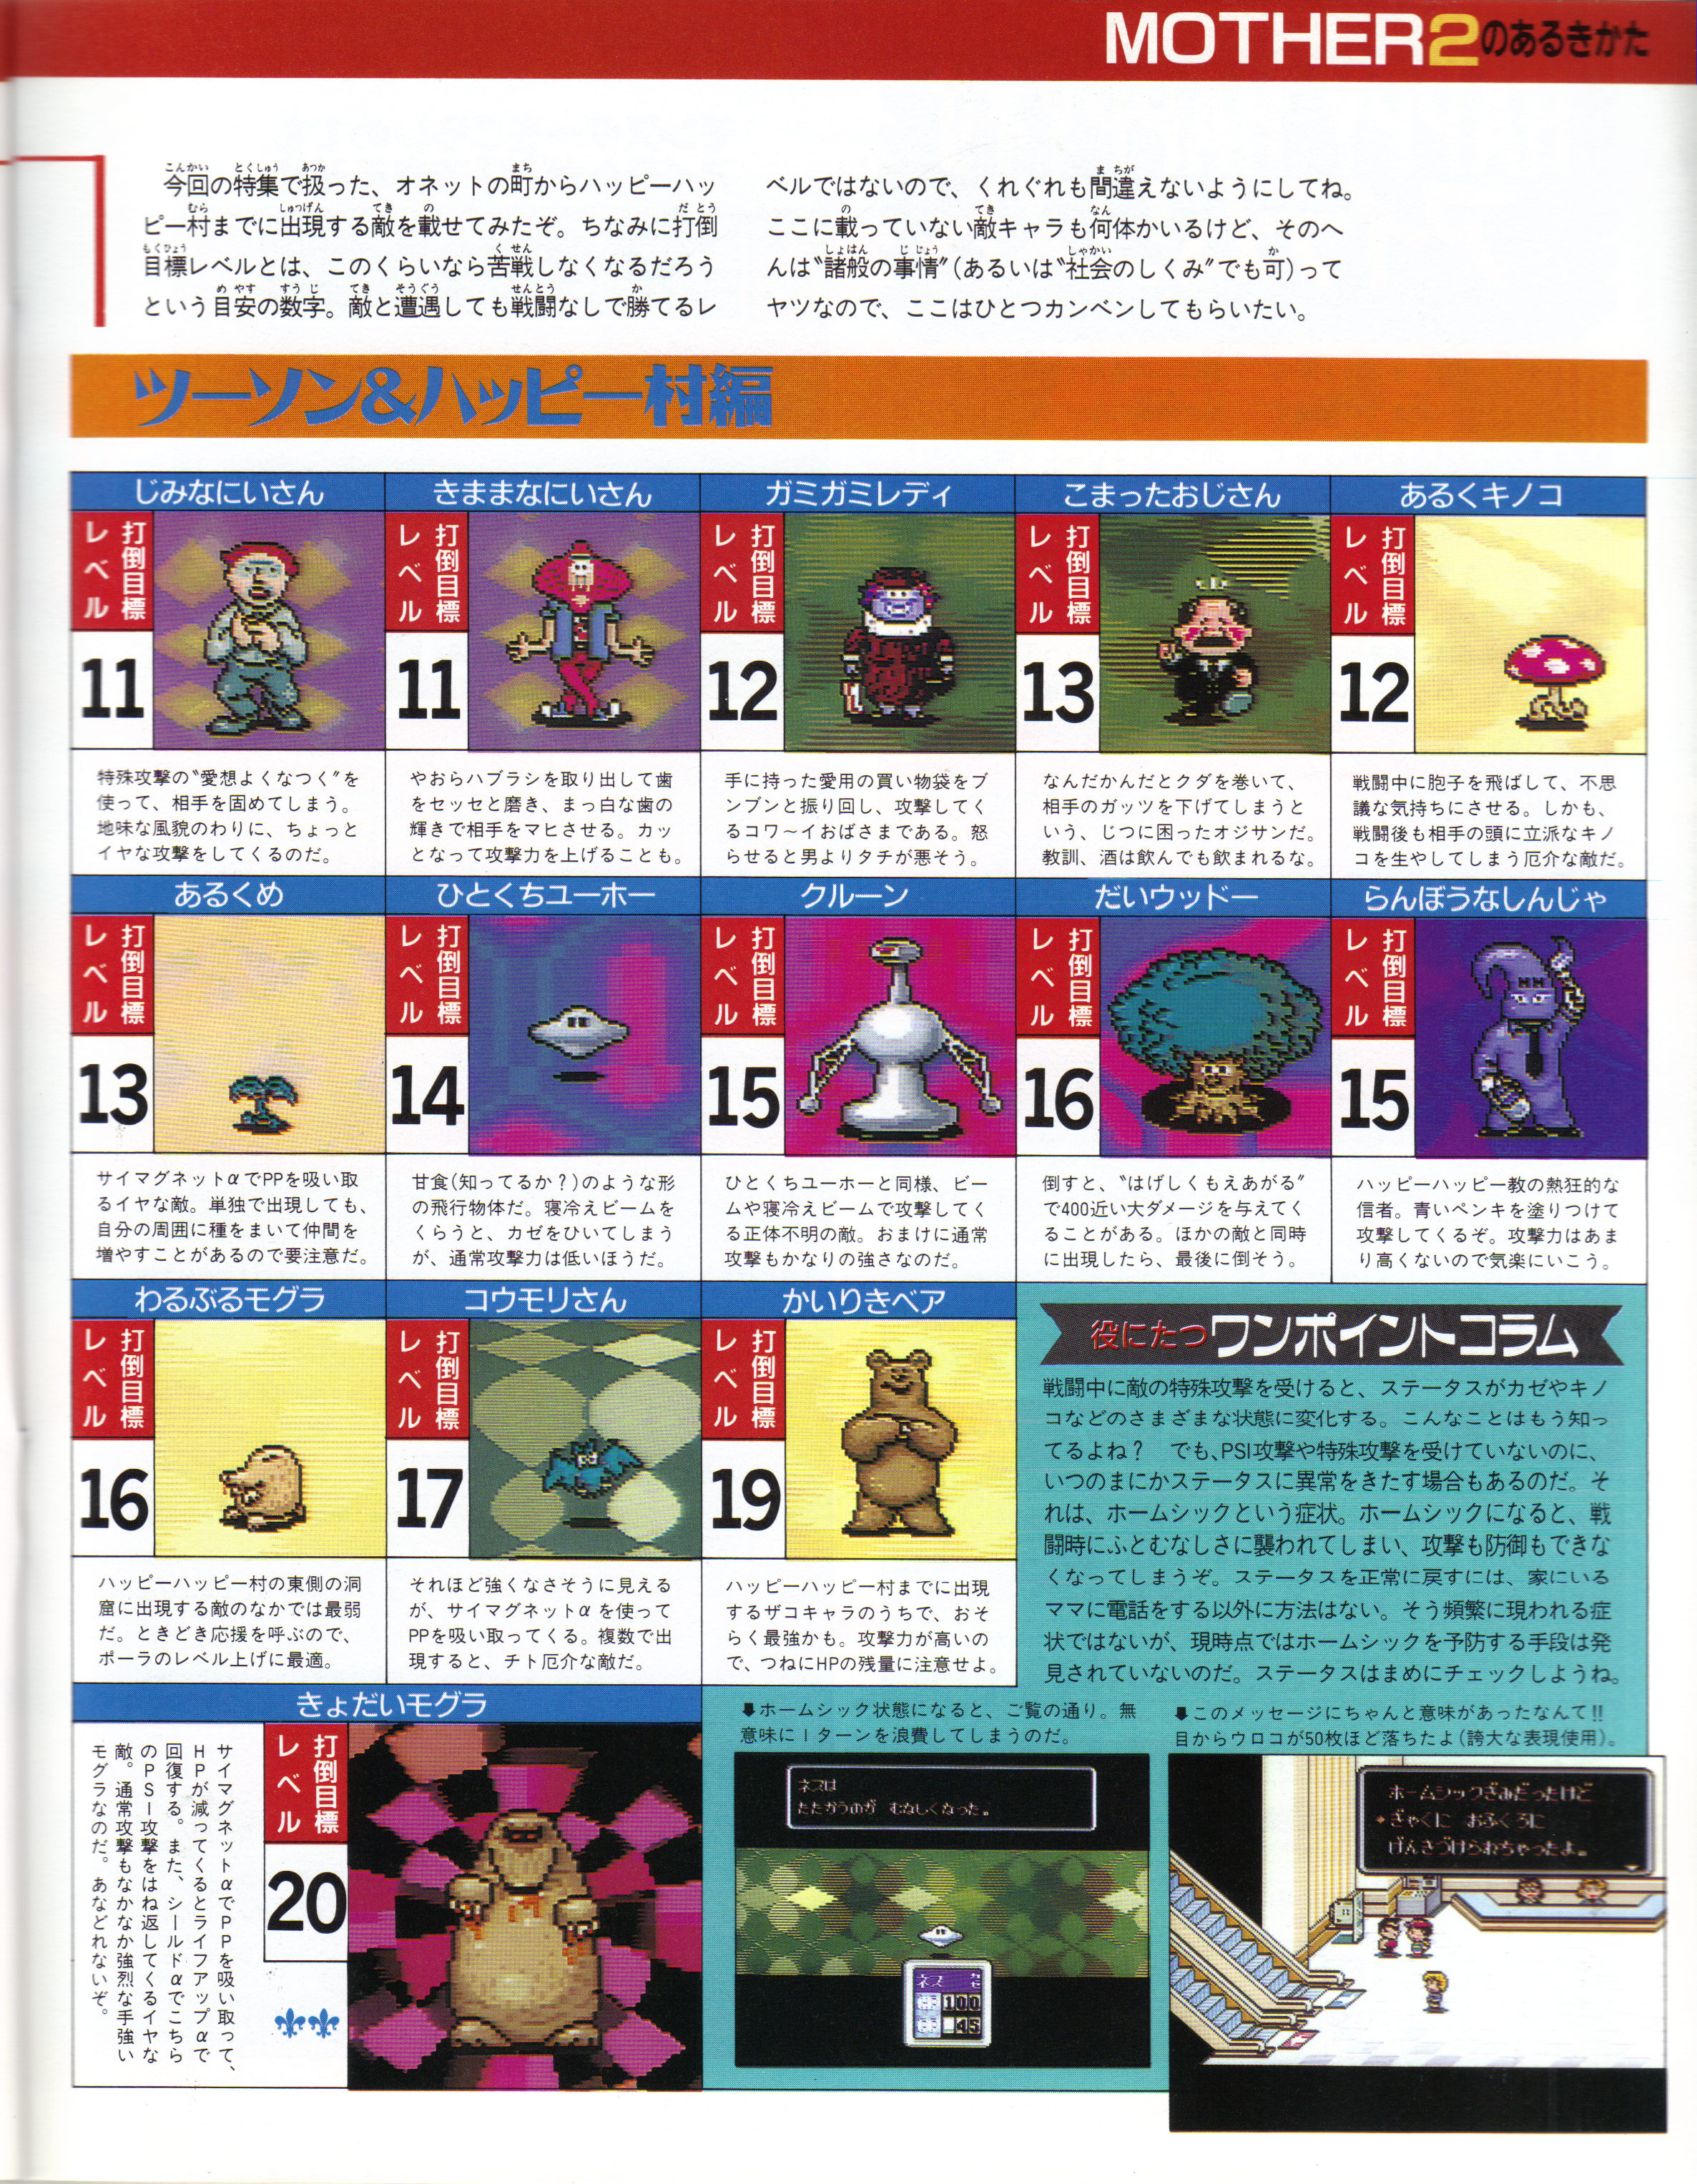 MOTHER2のあるきかた
今回の特集で扱った、オネットの町からハッピーハッ
ピー村までに出現する敵を載せてみたぞ。ちなみに打倒
目標レベルとは、このくらいなら苦戦しなくなるだろう
という目安の数字。敵と遭遇しても戦闘なしで勝てるレ
ベルではないので、くれぐれも間違えないようにしてね。
ここに載っていない敵キャラも何体かいるけど、そのへ
んは〝諸般の事情〟(あるいは〝社会のしくみ〟でも可)って
ヤツなので、ここはひとつカンベンしてもらいたい。
ツーソン&ハッピー村編
じみなにいさん
打倒目標
レベル
11
特殊攻撃の〝愛想よくなつく〟を
使って、相手を固めてしまう。
地味な風貌のわりに、ちょっと
イヤな攻撃をしてくるのだ。
きままなにいさん
打倒目標
レベル
11
やおらハブラシを取り出して歯
をセッセと磨き、まっ白な歯の
輝きで相手をマヒさせる。カッ
となって攻撃力を上げることも。
ガミガミレディ
打倒目標
レベル
12
手に持った愛用の買い物袋をブ
ンブンと振り回し、攻撃してく
るコワ〜イおばさまである。怒
らせると男よりタチが悪そう。
こまったおじさん
打倒目標
レベル
13
なんだかんだとクダを巻いて、
相手のガッツを下げてしまうと
いう、じつに困ったオジサンだ。
教訓、酒は飲んでも飲まれるな。
あるくキノコ
打倒目標
レベル
12
戦闘中に胞子を飛ばして、不思
議な気持ちにさせる。しかも、
戦闘後も相手の頭に立派なキノ
コを生やしてしまう厄介な敵だ。
あるくめ
打倒目標
レベル
13
サイマグネットαでPPを吸い取
るイヤな敵。単独で出現しても、
自分の周囲に種をまいて仲間を
増やすことがあるので要注意だ。
ひとくちユーホー
打倒目標
レベル
14
甘食(知ってるか？)のような形
の飛行物体だ。寝冷えビームを
くらうと、カゼをひいてしまう
が、通常攻撃力は低いほうだ。
クルーン
打倒目標
レベル
15
ひとくちユーホーと同様、ビー
ムや寝冷えビームで攻撃してく
る正体不明の敵。おまけに通常
攻撃もかなりの強さなのだ。
だいウッドー
打倒目標
レベル
16
倒すと、〝はげしくもえあがる〟
で400近い大ダメージを与えてく
ることがある。ほかの敵と同時
に出現したら、最後に倒そう。
らんぼうなしんじゃ
打倒目標
レベル
15
ハッピーハッピー教の熱狂的な
信者。青いペンキを塗りつけて
攻撃してくるぞ。攻撃力はあま
り高くないので気楽にいこう。
わるぶるモグラ
打倒目標
レベル
16
ハッピーハッピー村の東側の洞
窟に出現する敵のなかでは最弱
だ。ときどき応援を呼ぶので、
ポーラのレベル上げに最適。
コウモリさん
打倒目標
レベル
17
それほど強くなさそうに見える
が、サイマグネットαを使って
PPを吸い取ってくる。複数で出
現すると、チト厄介な敵だ。
かいりきベア
打倒目標
レベル
19
ハッピーハッピー村までに出現
するザコキャラのうちで、おそ
らく最強かも。攻撃力が高いの
で、つねにHPの残量に注意せよ。
きょだいモグラ
打倒目標
レベル
20
サイマグネットαでPPを吸い取って、
HPが減ってくるとライフアップαで
回復する。また、シールドαでこちら
のPSI攻撃をはね返してくるイヤな
敵。通常攻撃もなかなか強烈な手強い
モグラなのだ。あなどれないぞ。
役にたつワンポイントコラム
戦闘中に敵の特殊攻撃を受けると、ステータスがカゼやキノ
コなどのさまざまな状態に変化する。こんなことはもう知っ
てるよね？　でも、PSI攻撃や特殊攻撃を受けていないのに、
いつのまにかステータスに異常をきたす場合もあるのだ。そ
れは、ホームシックという症状。ホームシックになると、戦
闘時にふとむなしさに襲われてしまい、攻撃も防御もできな
くなってしまうぞ。ステータスを正常に戻すには、家にいる
ママに電話をする以外に方法はない。そう頻繁に現われる症
状ではないが、現時点ではホームシックを予防する手段は発
見されていないのだ。ステータスはまめにチェックしようね。
⬇ホームシック状態になると、ご覧の通り。無
意味に1ターンを浪費してしまうのだ。
ネスは
たたかうのが　むなしくなった。
ネス カゼ
100
45
⬇このメッセージにちゃんと意味があったなんて!!
目からウロコが50枚ほど落ちたよ(誇大な表現使用)。
ホームシックぎみだったけど
ぎゃくに　おふくろに
げんきづけられちゃったよ。